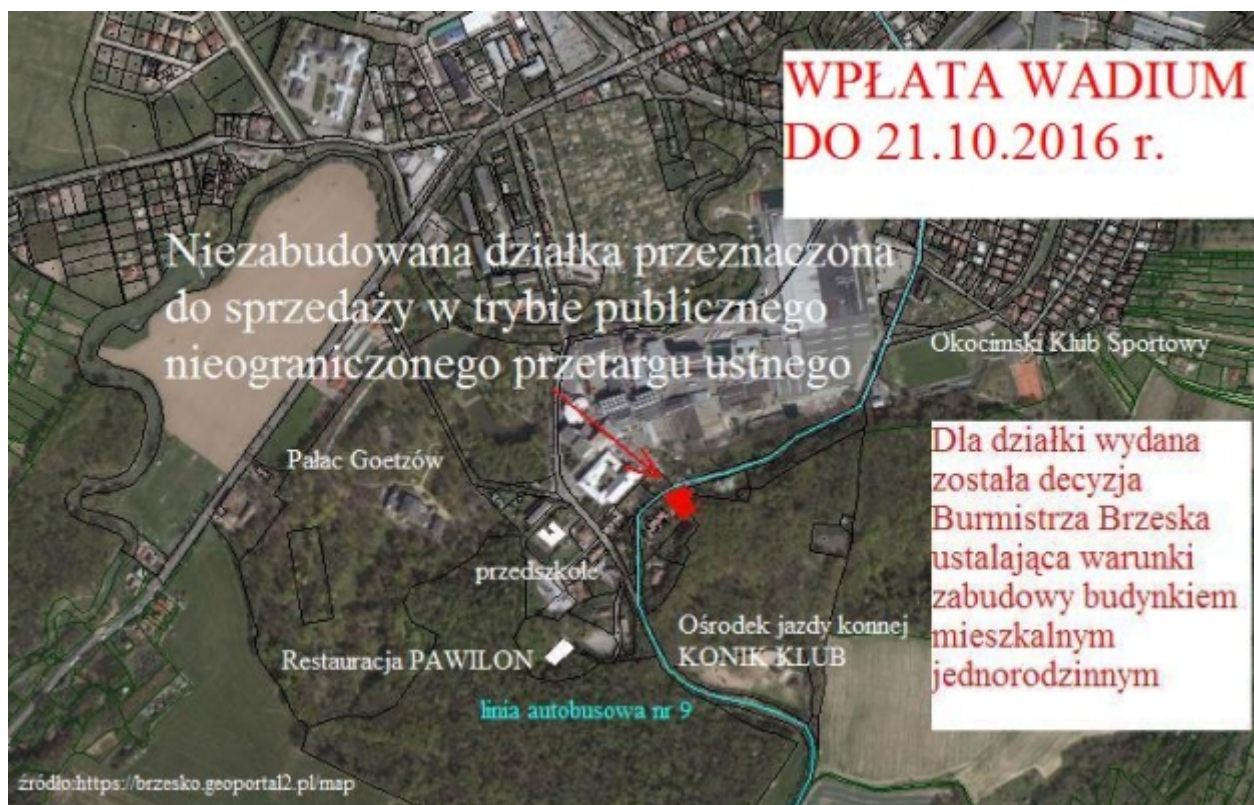 WPŁATA WADIUM
DO 21.10.2016 r.
Niezabudowana działka przeznaczona
do sprzedaży w trybie publicznego
nieograniczonego przetargu ustnego
Okocimski Klub Sportowy
Dla działki wydana
została decyzja
Burmistrza Brzeska
ustalająca warunki
zabudowy budynkiem
mieszkalnym
jednorodzinnym
Pałac Goetzów
przedszkole
Ośrodek jazdy konnej
KONIK KLUB
Restauracja PAWILON
linia autobusowa nr 9
źródło:https://brzesko.geoportal2.pl/map